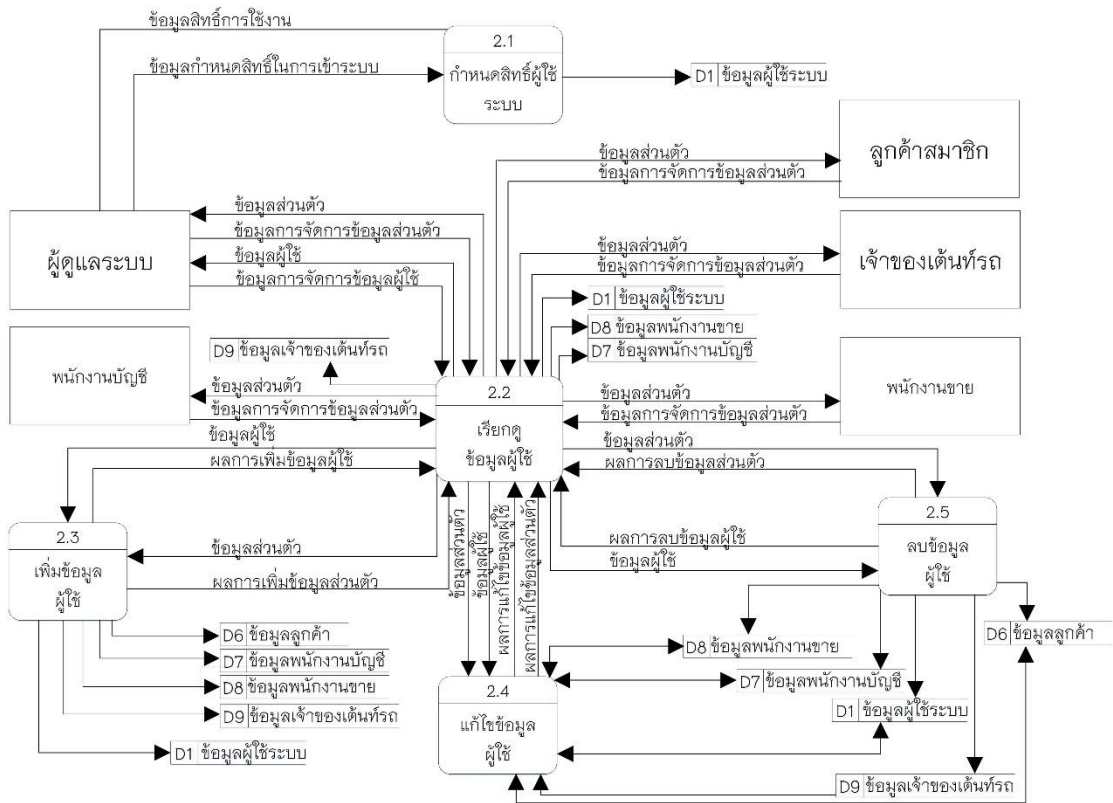 ข้อมูลสิทธิ์การใช้งาน
2.1
กำหนดสิทธิ์ผู้ใช้
ระบบ
ข้อมูลกำหนดสิทธิ์ในการเข้าระบบ
D1 ข้อมูลผู้ใช้ระบบ
ลูกค้าสมาชิก
ข้อมูลส่วนตัว
ข้อมูลการจัดการข้อมูลส่วนตัว
ผู้ดูแลระบบ
ข้อมูลส่วนตัว
ข้อมูลการจัดการข้อมูลส่วนตัว
ข้อมูลผู้ใช้
ข้อมูลการจัดการข้อมูลผู้ใช้
เจ้าของเต้นท์รถ
ข้อมูลส่วนตัว
ข้อมูลการจัดการข้อมูลส่วนตัว
D1 ข้อมูลผู้ใช้ระบบ
D8 ข้อมูลพนักงานขาย
D7 ข้อมูลพนักงานบัญชี
D9 ข้อมูลเจ้าของเต้นท์รถ
พนักงานบัญชี
ข้อมูลส่วนตัว
ข้อมูลการจัดการข้อมูลส่วนตัว
2.2
เรียกดู
ข้อมูลผู้ใช้
ข้อมูลส่วนตัว
ข้อมูลการจัดการข้อมูลส่วนตัว
พนักงานขาย
ข้อมูลผู้ใช้
ผลการเพิ่มข้อมูลผู้ใช้
ข้อมูลส่วนตัว
ผลการลบข้อมูลส่วนตัว
2.3
เพิ่มข้อมูล
ผู้ใช้
ข้อมูลส่วนตัว
ผลการเพิ่มข้อมูลส่วนตัว
ข้อมูลส่วนตัว
ข้อมูลผู้ใช้
ผลการแก้ไขข้อมูลผู้ใช้
ผลการแก้ไขข้อมูลส่วนตัว
ผลการลบข้อมูลผู้ใช้
ข้อมูลผู้ใช้
2.5
ลบข้อมูล
ผู้ใช้
D6 ข้อมูลลูกค้า
D7 ข้อมูลพนักงานบัญชี
D8 ข้อมูลพนักงานขาย
D9 ข้อมูลเจ้าของเต้นท์รถ
D1 ข้อมูลผู้ใช้ระบบ
2.4
แก้ไขข้อมูล
ผู้ใช้
D6 ข้อมูลลูกค้า
D8 ข้อมูลพนักงานขาย
D7 ข้อมูลพนักงานบัญชี
D1 ข้อมูลผู้ใช้ระบบ
D9 ข้อมูลเจ้าของเต้นท์รถ